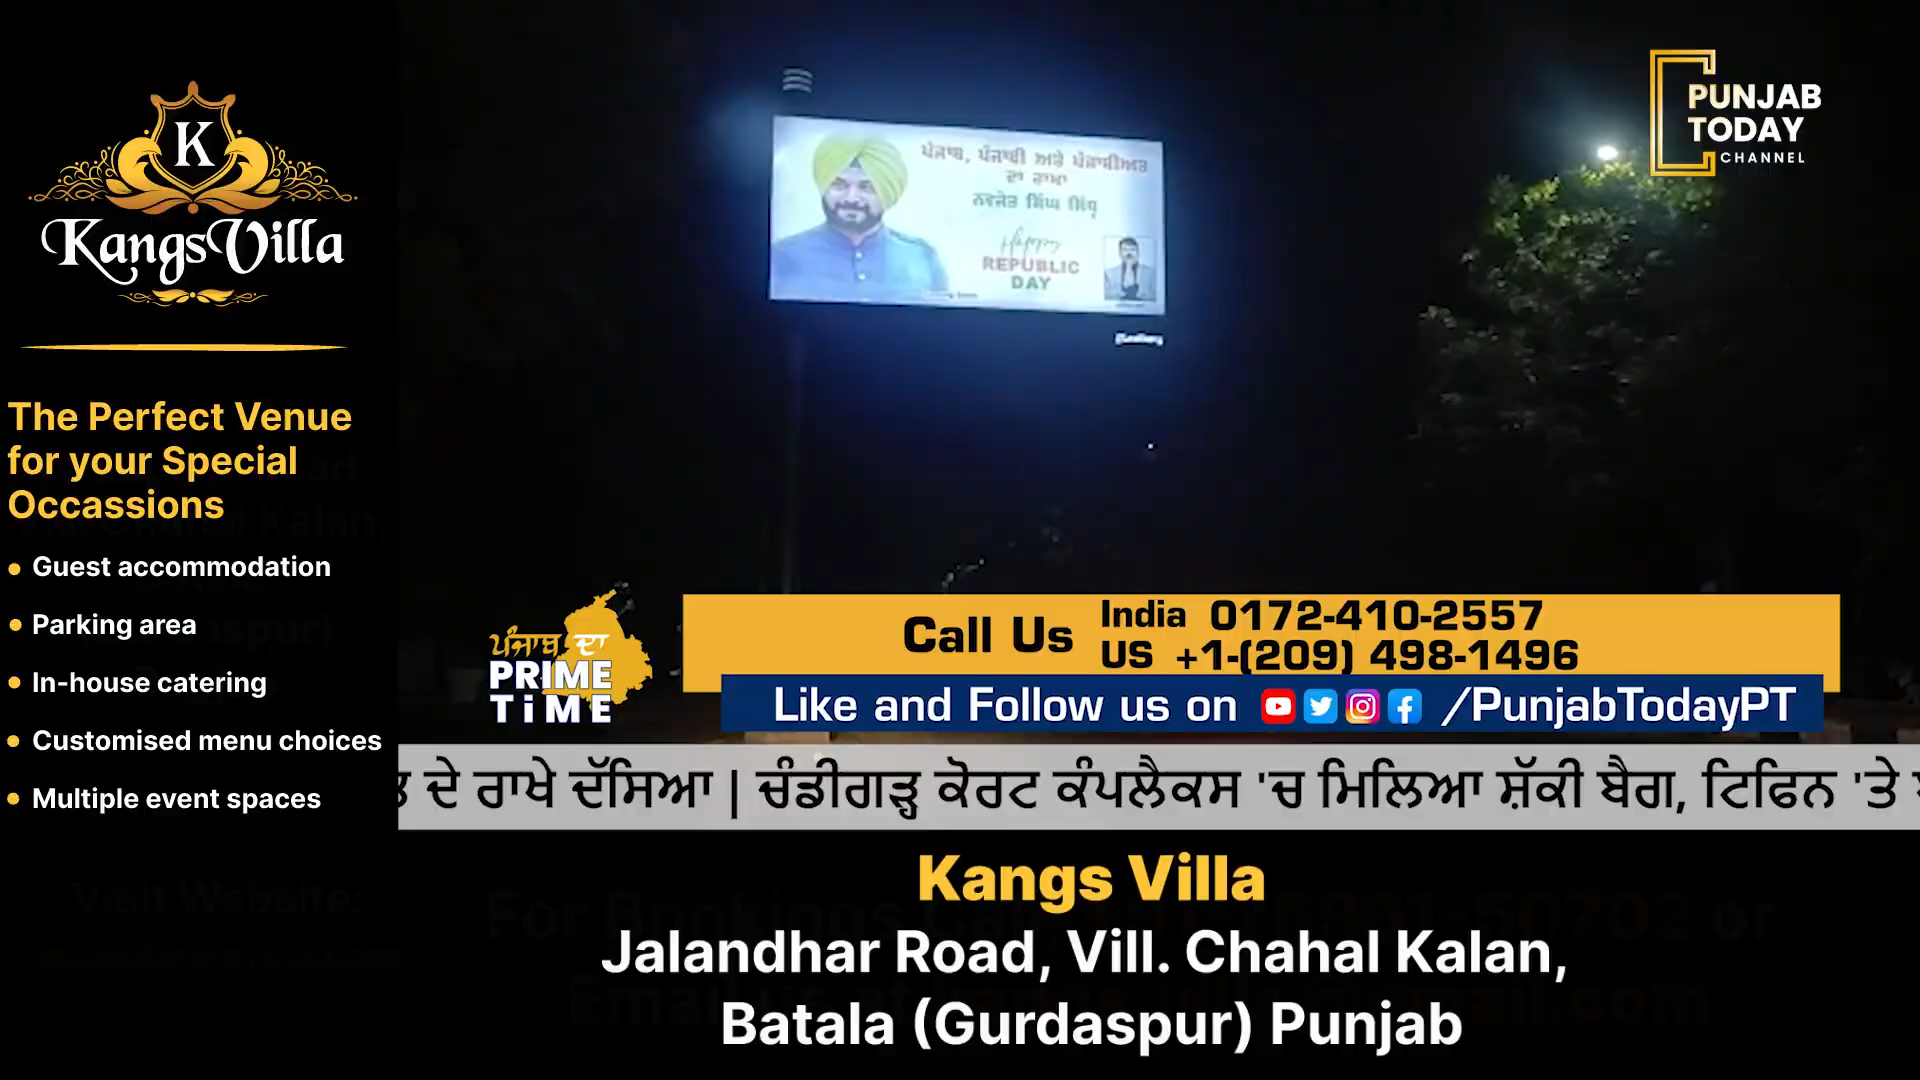 K
KangsVilla
The Perfect Venue
for your Special
Occassions
Guest accommodation
Parking area
In-house catering
Customised menu choices
Multiple event spaces
ਪੰਜਾਬ, ਪੰਜਾਬੀ ਅਤੇ ਪੰਜਾਬੀਅਤ
ਦਾ ਰਾਖਾ
ਨਵਜੋਤ ਸਿੰਘ ਸਿੱਧੂ
Happy
REPUBLIC
DAY
PUNJAB
TODAY
CHANNEL
ਪੰਜਾਬ ਦਾ
PRIME
TiME
Call Us
India 0172-410-2557
US +1-(209) 498-1496
Like and Follow us on /PunjabTodayPT
ਦੇ ਰਾਖੇ ਦੱਸਿਆ | ਚੰਡੀਗੜ੍ਹ ਕੋਰਟ ਕੰਪਲੈਕਸ 'ਚ ਮਿਲਿਆ ਸ਼ੱਕੀ ਬੈਗ, ਟਿਫਿਨ 'ਤੇ
Kangs Villa
Jalandhar Road, Vill. Chahal Kalan,
Batala (Gurdaspur) Punjab